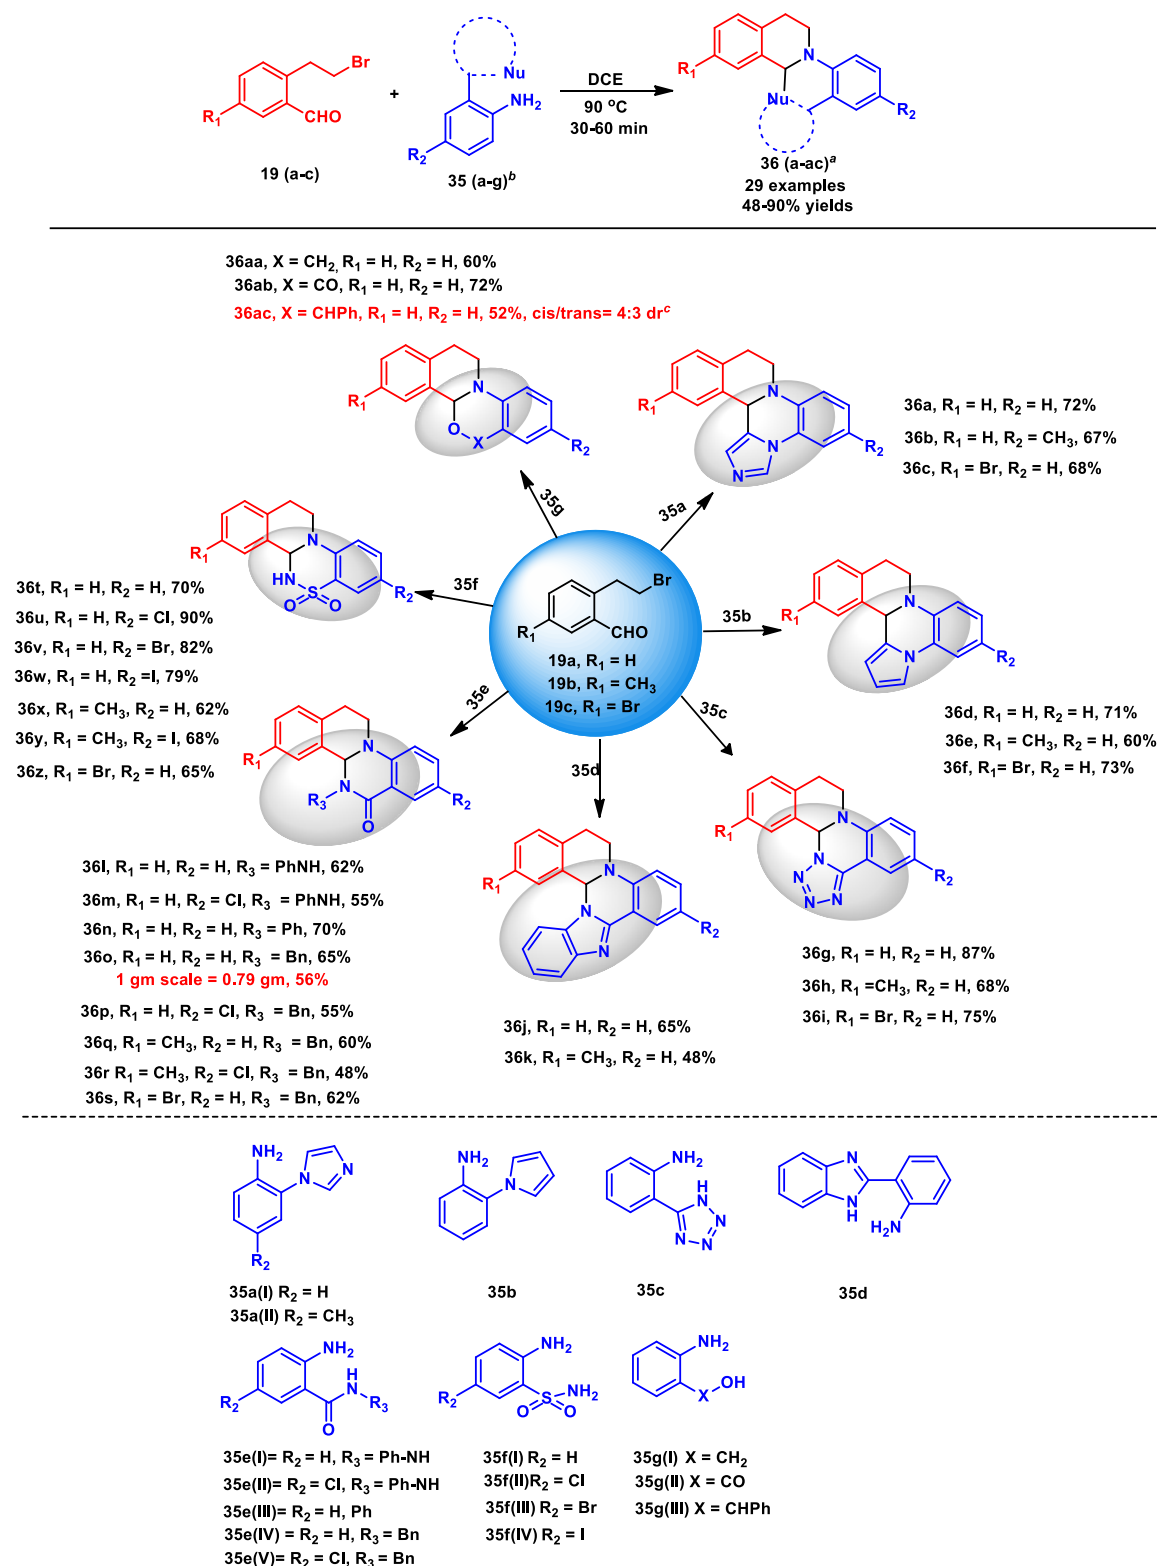 Br
CHO
R1
+
Nu
NH2
R2
DCE
90 °C
30-60 min
R1
N
Nu
R2
19 (a-c)
35 (a-g)b
36 (a-ac)a
29 examples
48-90% yields
36aa, X = CH2, R1 = H, R2 = H, 60%
36ab, X = CO, R1 = H, R2 = H, 72%
36ac, X = CHPh, R1 = H, R2 = H, 52%, cis/trans= 4:3 drc
R1
N
O
X
R2
R1
N
N
N
R2
36a, R1 = H, R2 = H, 72%
36b, R1 = H, R2 = CH3, 67%
36c, R1 = Br, R2 = H, 68%
35g
35a
R1
N
HN
S
O
O
R2
35f
36t, R1 = H, R2 = H, 70%
36u, R1 = H, R2 = Cl, 90%
36v, R1 = H, R2 = Br, 82%
36w, R1 = H, R2 =I, 79%
36x, R1 = CH3, R2 = H, 62%
36y, R1 = CH3, R2 = I, 68%
36z, R1 = Br, R2 = H, 65%
Br
R1
CHO
19a, R1 = H
19b, R1 = CH3
19c, R1 = Br
35b
R1
N
N
R2
36d, R1 = H, R2 = H, 71%
36e, R1 = CH3, R2 = H, 60%
36f, R1= Br, R2 = H, 73%
35e
35d
35c
R1
N
N
R3
O
R2
R1
N
N
N
R2
R1
N
N
N
N
N
R2
36l, R1 = H, R2 = H, R3 = PhNH, 62%
36m, R1 = H, R2 = Cl, R3 = PhNH, 55%
36n, R1 = H, R2 = H, R3 = Ph, 70%
36o, R1 = H, R2 = H, R3 = Bn, 65%
1 gm scale = 0.79 gm, 56%
36p, R1 = H, R2 = Cl, R3 = Bn, 55%
36q, R1 = CH3, R2 = H, R3 = Bn, 60%
36r R1 = CH3, R2 = Cl, R3 = Bn, 48%
36s, R1 = Br, R2 = H, R3 = Bn, 62%
36j, R1 = H, R2 = H, 65%
36k, R1 = CH3, R2 = H, 48%
36g, R1 = H, R2 = H, 87%
36h, R1 =CH3, R2 = H, 68%
36i, R1 = Br, R2 = H, 75%
NH2
N
N
R2
NH2
N
NH2
H
N
N
N
N
N
N
H
H2N
35a(I) R2 = H
35a(II) R2 = CH3
35b
35c
35d
NH2
H
N
R3
O
R2
NH2
S
NH2
O
O
R2
NH2
X
OH
35e(I)= R2 = H, R3 = Ph-NH
35e(II)= R2 = Cl, R3 = Ph-NH
35e(III)= R2 = H, Ph
35e(IV) = R2 = H, R3 = Bn
35e(V)= R2 = Cl, R3 = Bn
35f(I) R2 = H
35f(II)R2 = Cl
35f(III) R2 = Br
35f(IV) R2 = I
35g(I) X = CH2
35g(II) X = CO
35g(III) X = CHPh